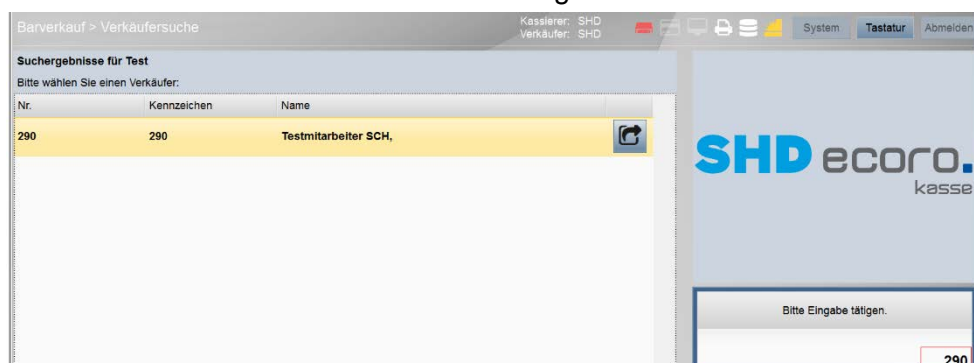 Barverkauf > Verkäufersuche
Kassierer: SHD
Verkäufer: SHD
System
Tastatur
Abmelden
Suchergebnisse für Test
Bitte wählen Sie einen Verkäufer:
Nr. Kennzeichen Name
290 290 Testmitarbeiter SCH,
SHD ecoro.
kasse
Bitte Eingabe tätigen.
290